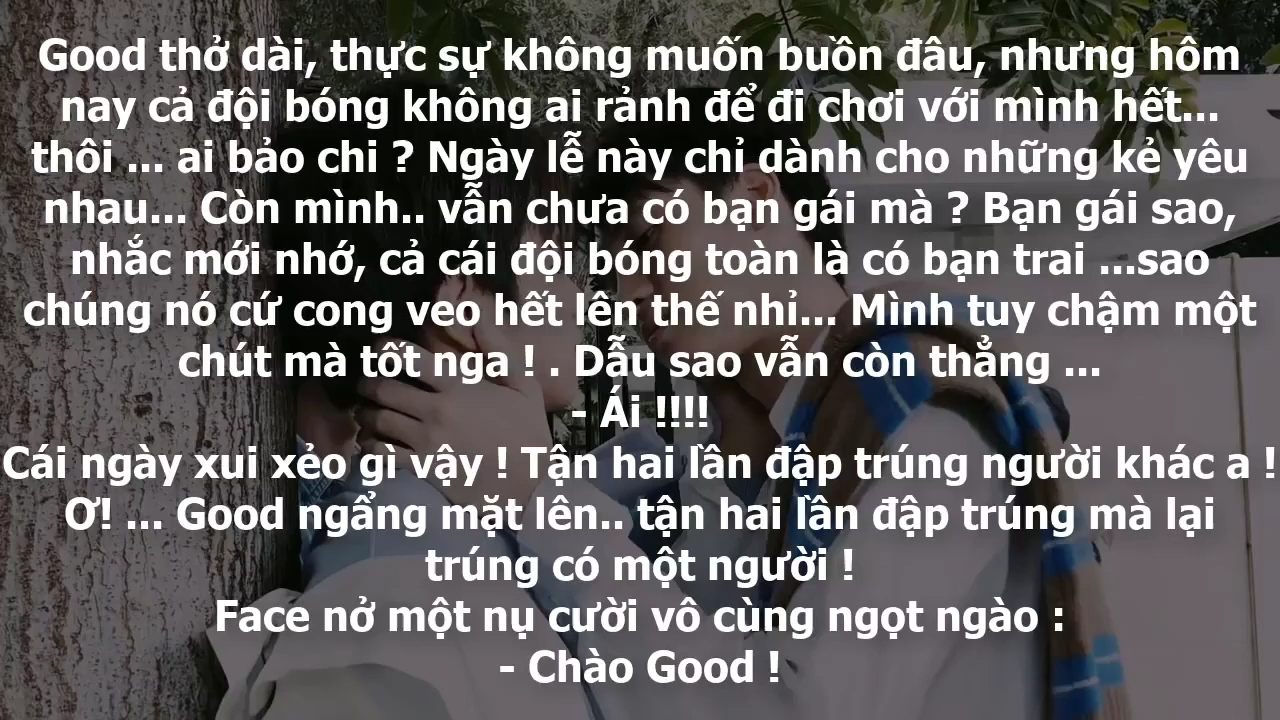 Good thở dài, thực sự không muốn buồn đâu, nhưng hôm
nay cả đội bóng không ai rảnh để đi chơi với mình hết...
thôi ... ai bảo chi ? Ngày lễ này chỉ dành cho những kẻ yêu
nhau... Còn mình.. vẫn chưa có bạn gái mà ? Bạn gái sao,
nhắc mới nhớ, cả cái đội bóng toàn là có bạn trai ...sao
chúng nó cứ cong veo hết lên thế nhỉ... Mình tuy chậm một
chút mà tốt nga ! . Dẫu sao vẫn còn thẳng ...
- Ái !!!!
Cái ngày xui xẻo gì vậy ! Tận hai lần đập trúng người khác a !
Ơ! ... Good ngẩng mặt lên.. tận hai lần đập trúng mà lại
trúng có một người !
Face nở một nụ cười vô cùng ngọt ngào :
- Chào Good !